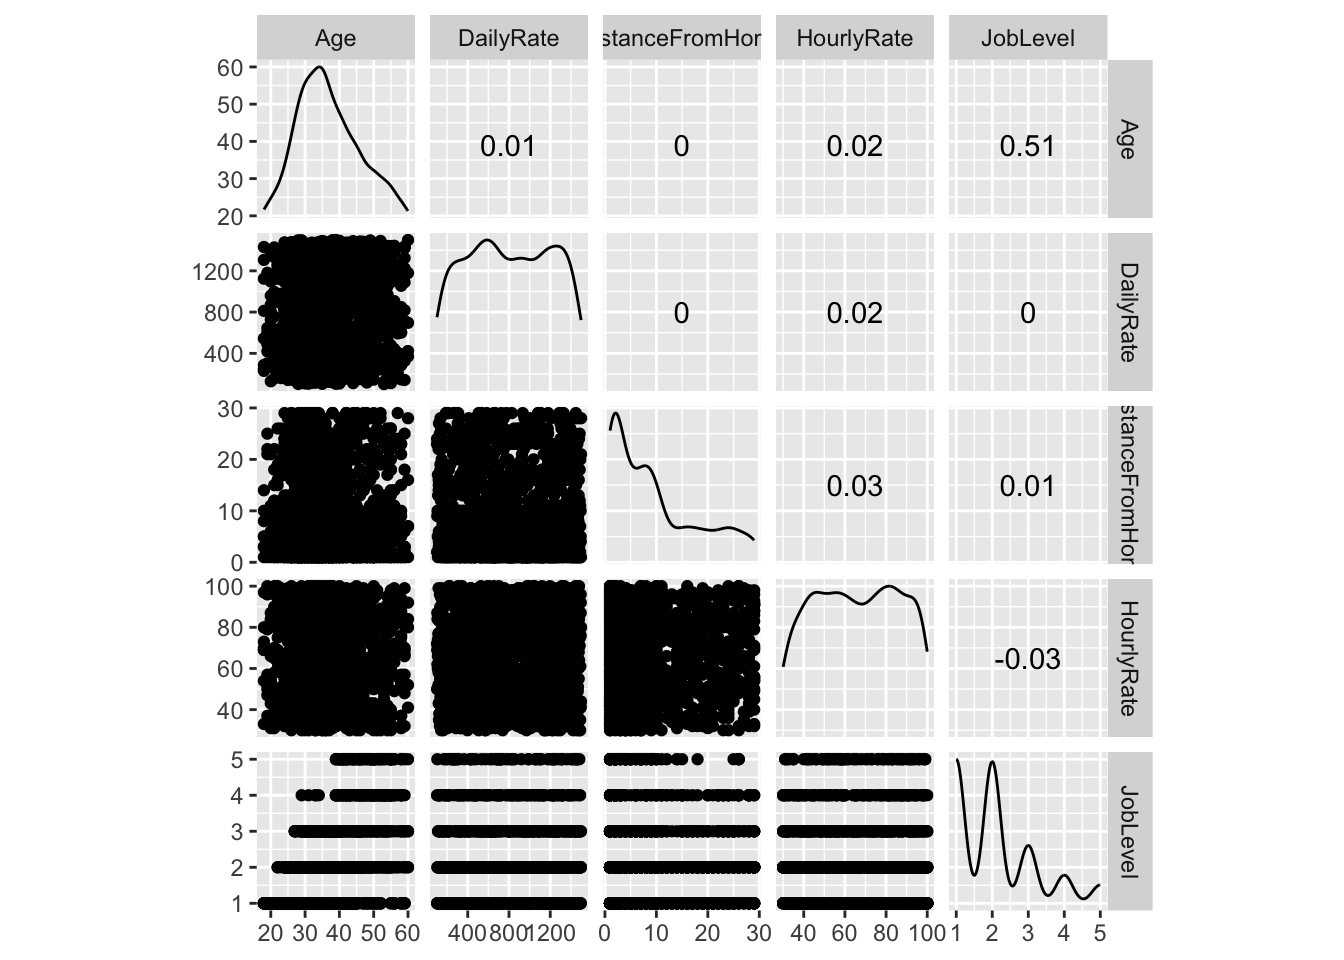 Age DailyRate stanceFromHor HourlyRate JobLevel
60
50
40
30
20
0.01 0 0.02 0.51
Age
1200
800
400
0 0.02 0
DailyRate
30
20
10
0
0.03 0.01
stanceFromHor
100
80
60
40
-0.03
HourlyRate
5
4
3
2
1
JobLevel
20 30 40 50 60 400 800 1200 0 10 20 30 40 60 80 100 1 2 3 4 5